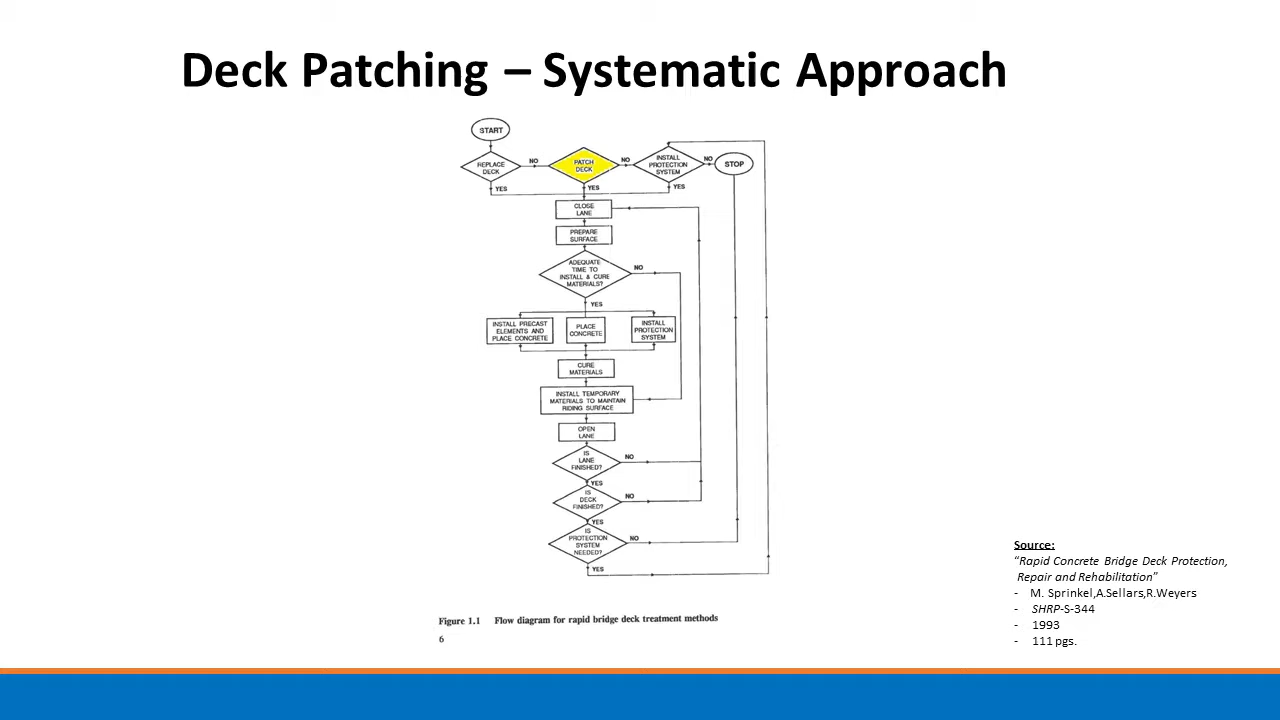 Deck Patching – Systematic Approach
START
REPLACE
DECK
NO
PATCH
DECK
NO
INSTALL
PROTECTION
SYSTEM
NO
STOP
YES
YES
YES
CLOSE
LANE
PREPARE
SURFACE
ADEQUATE
TIME TO
INSTALL & CURE
MATERIALS?
NO
YES
INSTALL PRECAST
ELEMENTS AND
PLACE CONCRETE
PLACE
CONCRETE
INSTALL
PROTECTION
SYSTEM
CURE
MATERIALS
INSTALL TEMPORARY
MATERIALS TO MAINTAIN
RIDING SURFACE
OPEN
LANE
IS
LANE
FINISHED?
NO
YES
IS
DECK
FINISHED?
NO
YES
IS
PROTECTION
SYSTEM
NEEDED?
NO
YES
Figure 1.1 Flow diagram for rapid bridge deck treatment methods
6
Source:
“Rapid Concrete Bridge Deck Protection,
Repair and Rehabilitation”
- M. Sprinkel,A.Sellars,R.Weyers
- SHRP-S-344
- 1993
- 111 pgs.